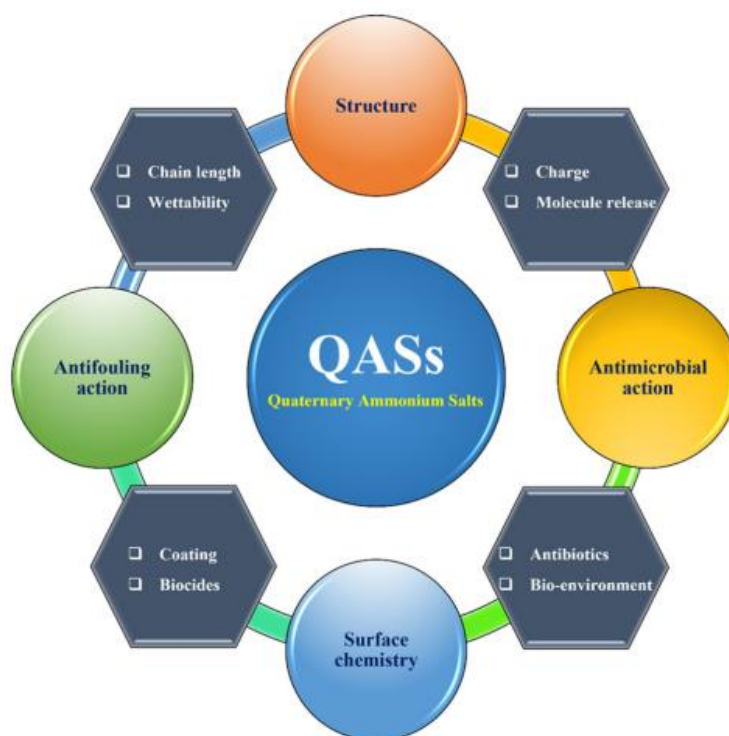 Structure
Chain length
Wettability
Charge
Molecule release
Antifouling
action
QASs
Quaternary Ammonium Salts
Antimicrobial
action
Coating
Biocides
Antibiotics
Bio-environment
Surface
chemistry